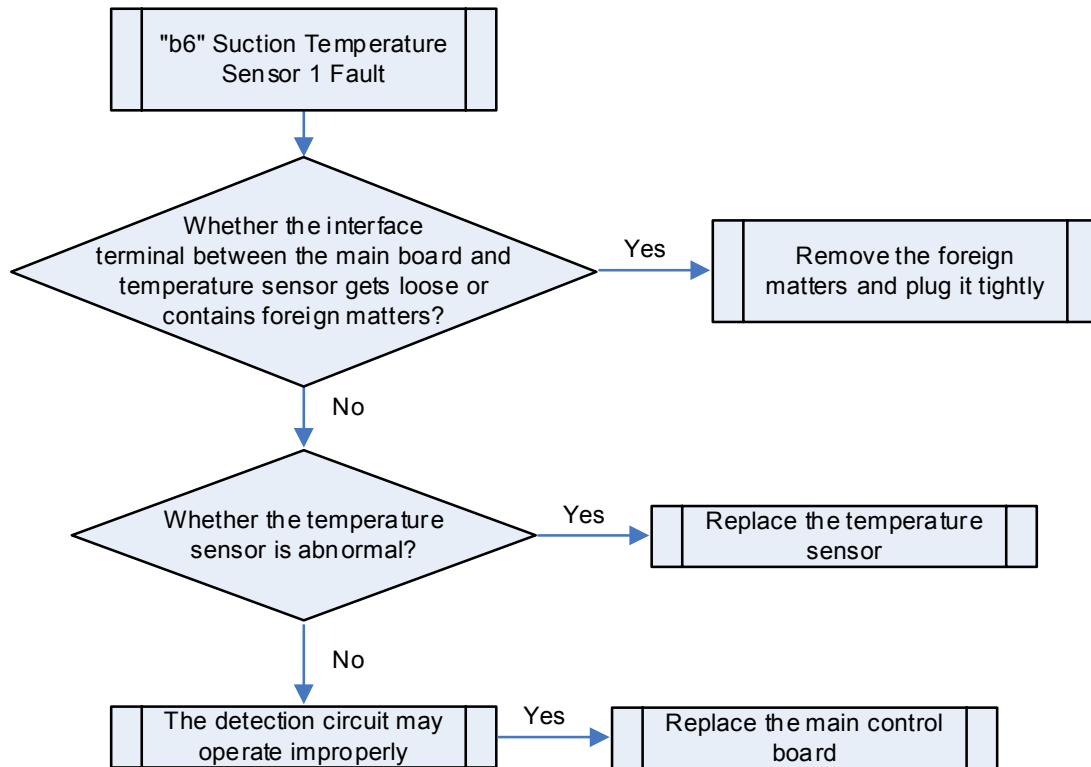 "b6" Suction Temperature
Sensor 1 Fault
Whether the interface
terminal between the main board and
temperature sensor gets loose or
contains foreign matters?
Yes
Remove the foreign
matters and plug it tightly
No
Whether the temperature
sensor is abnormal?
Yes
Replace the temperature
sensor
No
The detection circuit may
operate improperly
Yes
Replace the main control
board